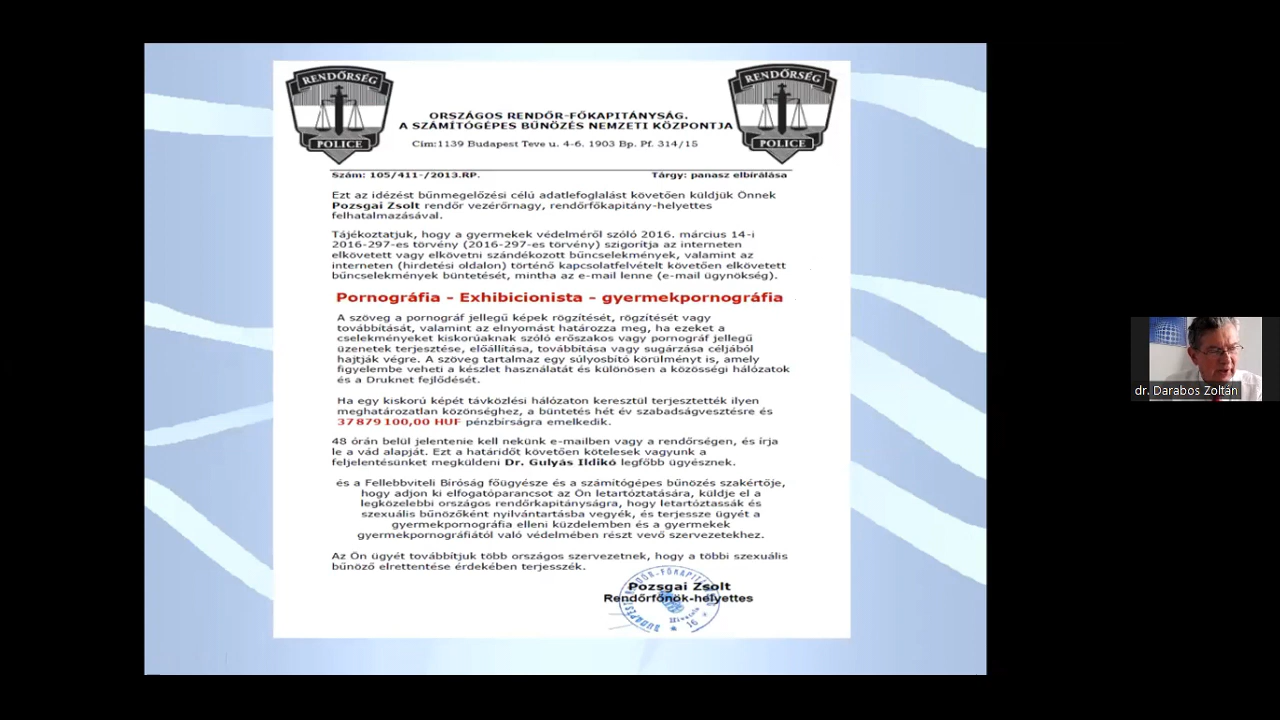 RENDŐRSÉG
POLICE
RENDŐRSÉG
POLICE
ORSZÁGOS RENDŐR-FŐKAPITÁNYSÁG.
A SZÁMÍTÓGÉPES BŰNÖZÉS NEMZETI KÖZPONTJA
Cím:1139 Budapest Teve u. 4-6. 1903 Bp. Pf. 314/15
Szám: 105/411-/2013.RP. Tárgy: panasz elbírálása
Ezt az idézést bűnmegelőzési célú adatlefoglalást követően küldjük Önnek
Pozsgai Zsolt rendőr vezérőrnagy, rendőrfőkapitány-helyettes
felhatalmazásával.
Tájékoztatjuk, hogy a gyermekek védelméről szóló 2016. március 14-i
2016-297-es törvény (2016-297-es törvény) szigorítja az interneten
elkövetett vagy elkövetni szándékozott bűncselekmények, valamint az
interneten (hirdetési oldalon) történő kapcsolatfelvételt követően elkövetett
bűncselekmények büntetését, mintha az e-mail lenne (e-mail ügynökség).
Pornográfia - Exhibicionista - gyermekpornográfia
A szöveg a pornográf jellegű képek rögzítését, rögzítését vagy
továbbítását, valamint az elnyomást határozza meg, ha ezeket a
cselekményeket kiskorúaknak szóló erőszakos vagy pornográf jellegű
üzenetek terjesztése, előállítása, továbbítása vagy sugárzása céljából
hajtják végre. A szöveg tartalmaz egy súlyosbító körülményt is, amely
figyelembe veheti a készlet használatát és különösen a közösségi hálózatok
és a Druknet fejlődését.
Ha egy kiskorú képét távközlési hálózaton keresztül terjesztették ilyen
meghatározatlan közönséghez, a büntetés hét év szabadságvesztésre és
37 879 100,00 HUF pénzbírságra emelkedik.
48 órán belül jelentenie kell nekünk e-mailben vagy a rendőrségen, és írja
le a vád alapját. Ezt a határidőt követően kötelesek vagyunk a
feljelentésünket megküldeni Dr. Gulyás Ildikó legfőbb ügyésznek.
és a Fellebbviteli Bíróság főügyésze és a számítógépes bűnözés szakértője,
hogy adjon ki elfogatóparancsot az Ön letartóztatására, küldje el a
legközelebbi országos rendőrkapitányságra, hogy letartóztassák és
szexuális bűnözőként nyilvántartásba vegyék, és terjessze ügyét a
gyermekpornográfia elleni küzdelemben és a gyermekek
gyermekpornográfiától való védelmében részt vevő szervezetekhez.
Az Ön ügyét továbbítjuk több országos szervezetnek, hogy a többi szexuális
bűnöző elrettentése érdekében terjesszék.
Pozsgai Zsolt
Rendőrfőnök-helyettes
16
dr. Darabos Zoltán